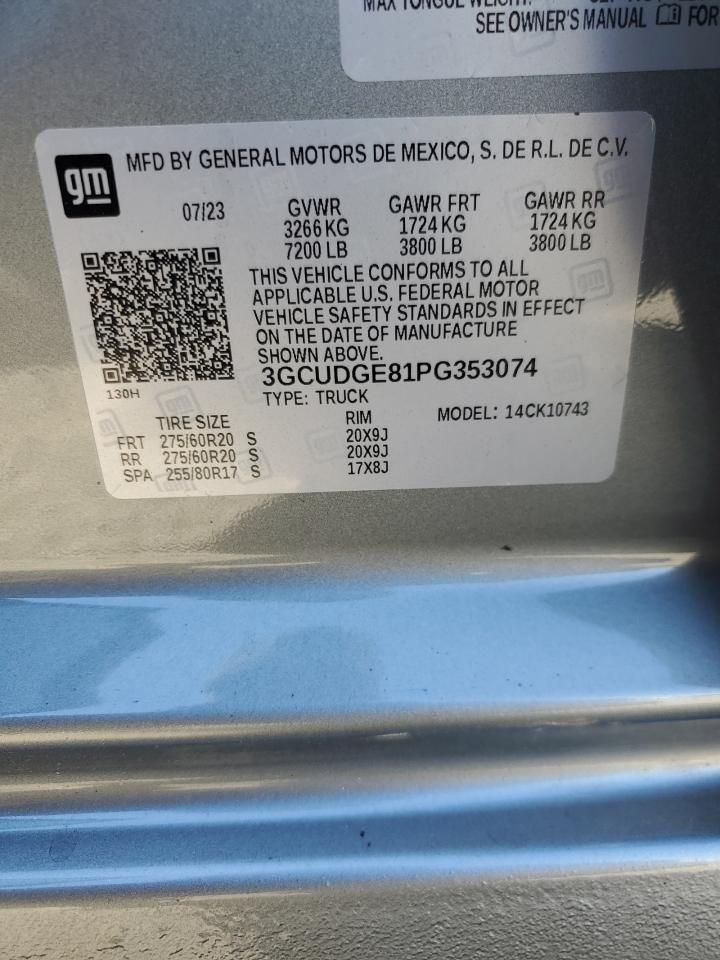 SEE OWNER'S MANUAL FOR
gm
MFD BY GENERAL MOTORS DE MEXICO, S. DE R.L. DE C.V.
07/23 GVWR GAWR FRT GAWR RR
3266 KG 1724 KG 1724 KG
7200 LB 3800 LB 3800 LB
THIS VEHICLE CONFORMS TO ALL
APPLICABLE U.S. FEDERAL MOTOR
VEHICLE SAFETY STANDARDS IN EFFECT
ON THE DATE OF MANUFACTURE
SHOWN ABOVE.
3GCUDGE81PG353074
130H
TYPE: TRUCK
TIRE SIZE RIM MODEL: 14CK10743
FRT 275/60R20 S 20X9J
RR 275/60R20 S 20X9J
SPA 255/80R17 S 17X8J